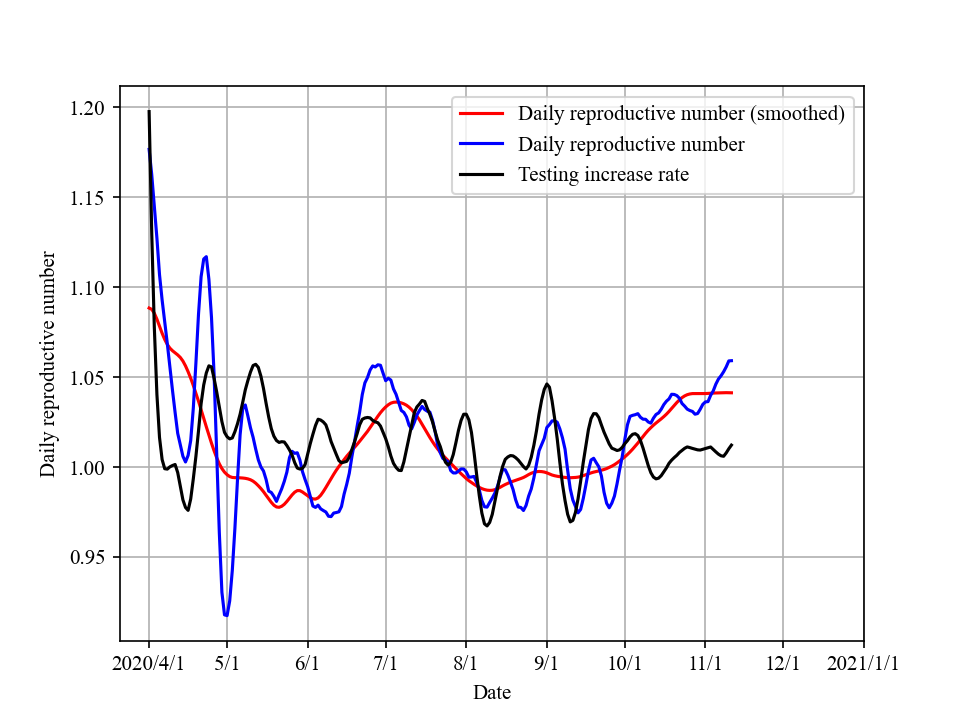 Daily reproductive number (smoothed)
Daily reproductive number
Testing increase rate
1.20
1.15
1.10
1.05
1.00
0.95
Daily reproductive number
2020/4/1 5/1 6/1 7/1 8/1 9/1 10/1 11/1 12/1 2021/1/1
Date